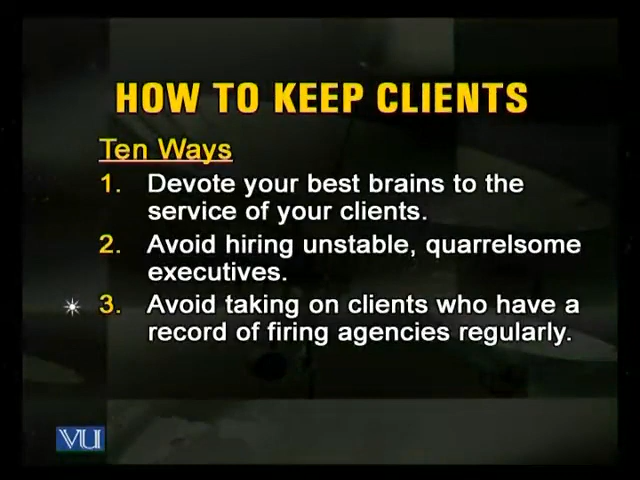 HOW TO KEEP CLIENTS
Ten Ways
1. Devote your best brains to the
service of your clients.
2. Avoid hiring unstable, quarrelsome
executives.
3. Avoid taking on clients who have a
record of firing agencies regularly.
VU